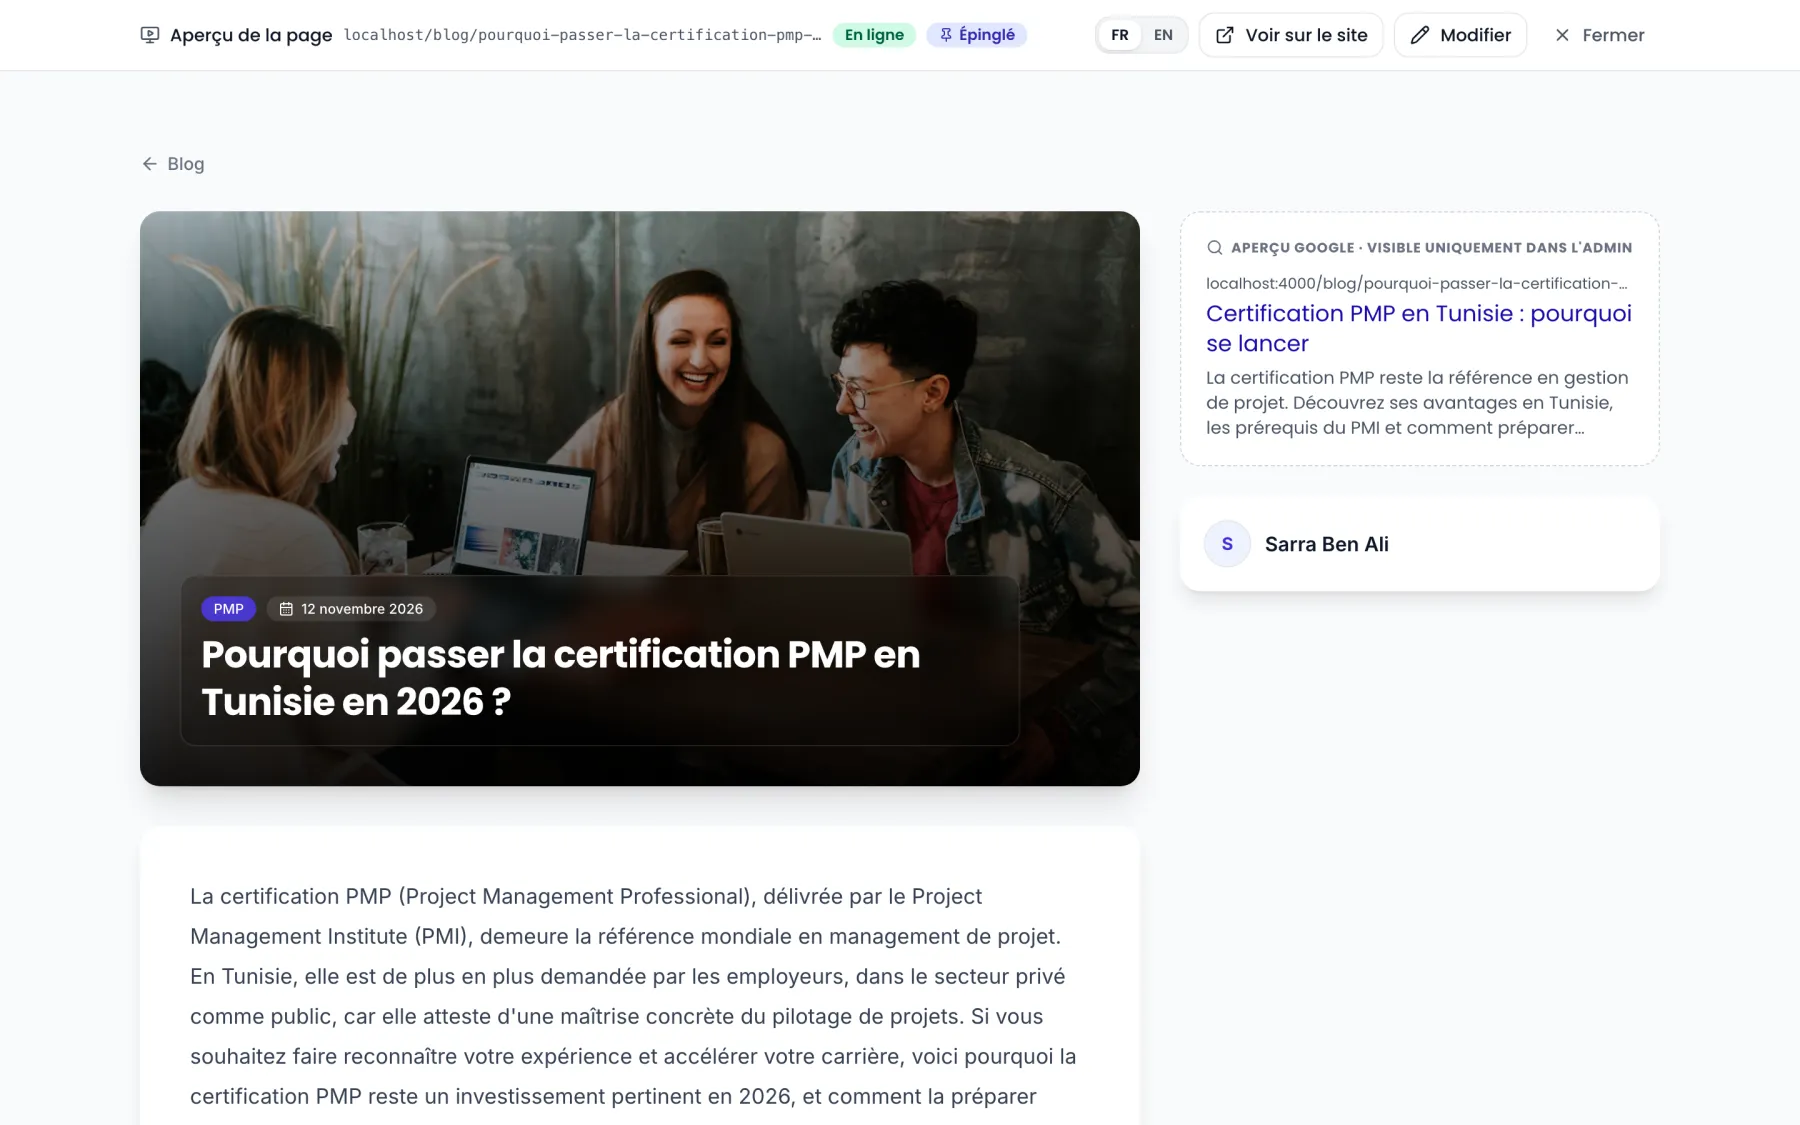 Aperçu de la page localhost/blog/pourquoi-passer-la-certification-pmp-… En ligne Épinglé FR EN Voir sur le site Modifier Fermer
Blog
PMP 12 novembre 2026
Pourquoi passer la certification PMP en
Tunisie en 2026 ?
APERÇU GOOGLE · VISIBLE UNIQUEMENT DANS L'ADMIN
localhost:4000/blog/pourquoi-passer-la-certification-…
Certification PMP en Tunisie : pourquoi
se lancer
La certification PMP reste la référence en gestion
de projet. Découvrez ses avantages en Tunisie,
les prérequis du PMI et comment préparer…
S Sarra Ben Ali
La certification PMP (Project Management Professional), délivrée par le Project
Management Institute (PMI), demeure la référence mondiale en management de projet.
En Tunisie, elle est de plus en plus demandée par les employeurs, dans le secteur privé
comme public, car elle atteste d'une maîtrise concrète du pilotage de projets. Si vous
souhaitez faire reconnaître votre expérience et accélérer votre carrière, voici pourquoi la
certification PMP reste un investissement pertinent en 2026, et comment la préparer